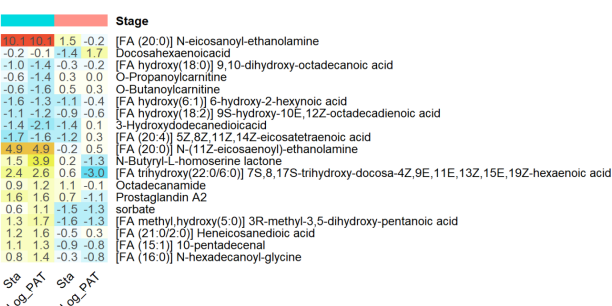 Stage
10.1 10.1 1.5 -0.2 [FA (20:0)] N-eicosanoyl-ethanolamine
-0.2 -0.1 -1.4 1.7 Docosahexaenoicacid
-1.0 -1.4 -0.3 -0.2 [FA hydroxy(18:0)] 9,10-dihydroxy-octadecanoic acid
-0.6 -1.4 0.3 0.0 O-Propanoylcarnitine
-0.6 -1.6 0.5 0.3 O-Butanoylcarnitine
-1.6 -1.3 -1.1 -0.4 [FA hydroxy(6:1)] 6-hydroxy-2-hexynoic acid
-1.1 -1.2 -0.9 -0.6 [FA hydroxy(18:2)] 9S-hydroxy-10E,12Z-octadecadienoic acid
-1.4 -2.1 -1.4 0.1 3-Hydroxydodecanedioicacid
-1.7 -1.6 -1.2 0.3 [FA (20:4)] 5Z,8Z,11Z,14Z-eicosatetraenoic acid
4.9 4.9 -0.2 0.5 [FA (20:0)] N-(11Z-eicosaenoyl)-ethanolamine
1.5 3.9 0.2 -1.3 N-Butyryl-L-homoserine lactone
2.4 2.6 0.6 -3.0 [FA trihydroxy(22:0/6:0)] 7S,8,17S-trihydroxy-docosa-4Z,9E,11E,13Z,15E,19Z-hexaenoic acid
0.9 1.2 1.1 -0.1 Octadecanamide
1.6 1.6 0.7 -1.1 Prostaglandin A2
0.6 1.1 -1.5 -1.3 sorbate
1.3 1.7 -1.6 -1.3 [FA methyl,hydroxy(5:0)] 3R-methyl-3,5-dihydroxy-pentanoic acid
1.2 1.6 -0.5 0.3 [FA (21:0/2:0)] Heneicosanedioic acid
1.1 1.3 -0.9 -0.8 [FA (15:1)] 10-pentadecenal
0.8 1.4 -0.3 -0.9 [FA (16:0)] N-hexadecanoyl-glycine
Sta Log_PAT Sta Log_PAT